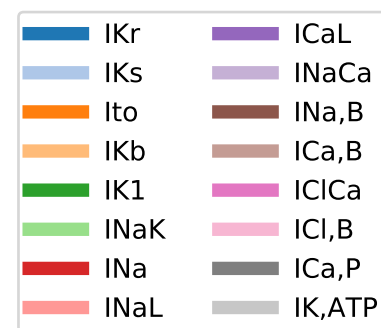 IKr
IKs
Ito
IKb
IK1
INaK
INa
INaL
ICaL
INaCa
INa,B
ICa,B
IClCa
ICl,B
ICa,P
IK,ATP